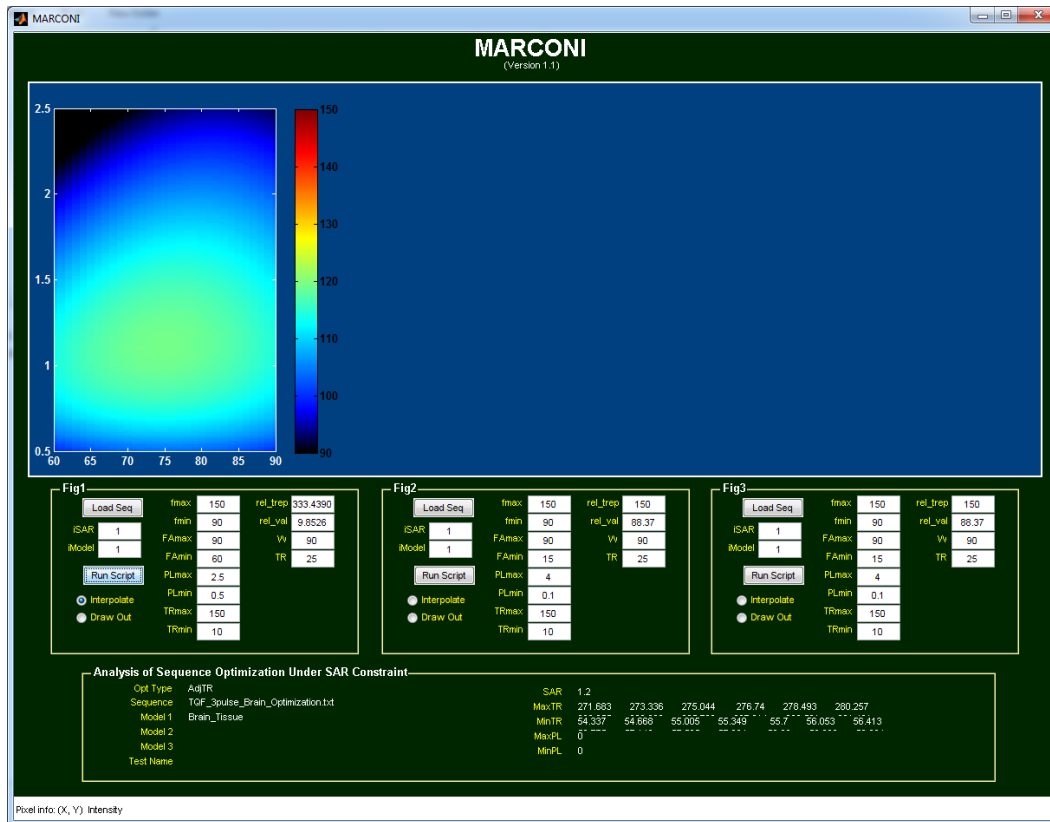 MARCONI
MARCONI
(Version 1.1)
2.5
2
1.5
1
0.5
60 65 70 75 80 85 90
150
140
130
120
110
100
90
Fig1
Load Seq
iSAR 1
iModel 1
Run Script
Interpolate
Draw Out
fmax 150
fmin 90
FAmax 90
FAmin 60
PLmax 2.5
PLmin 0.5
TRmax 150
TRmin 10
rel_trep 333.4390
rel_val 9.8526
W 90
TR 25
Fig2
Load Seq
iSAR 1
iModel 1
Run Script
Interpolate
Draw Out
fmax 150
fmin 90
FAmax 90
FAmin 15
PLmax 4
PLmin 0.1
TRmax 150
TRmin 10
rel_trep 150
rel_val 88.37
W 90
TR 25
Fig3
Load Seq
iSAR 1
iModel 1
Run Script
Interpolate
Draw Out
fmax 150
fmin 90
FAmax 90
FAmin 15
PLmax 4
PLmin 0.1
TRmax 150
TRmin 10
rel_trep 150
rel_val 88.37
W 90
TR 25
Analysis of Sequence Optimization Under SAR Constraint
Opt Type AdjTR
Sequence TQF_3pulse_Brain_Optimization.txt
Model 1 Brain_Tissue
Model 2
Model 3
Test Name
SAR 1.2
MaxTR 271.683 273.336 275.044 276.74 278.493 280.257
MinTR 54.337 54.668 55.005 55.349 55.7 56.053 56.413
MaxPL 0
MinPL 0
Pixel info: (X, Y) Intensity